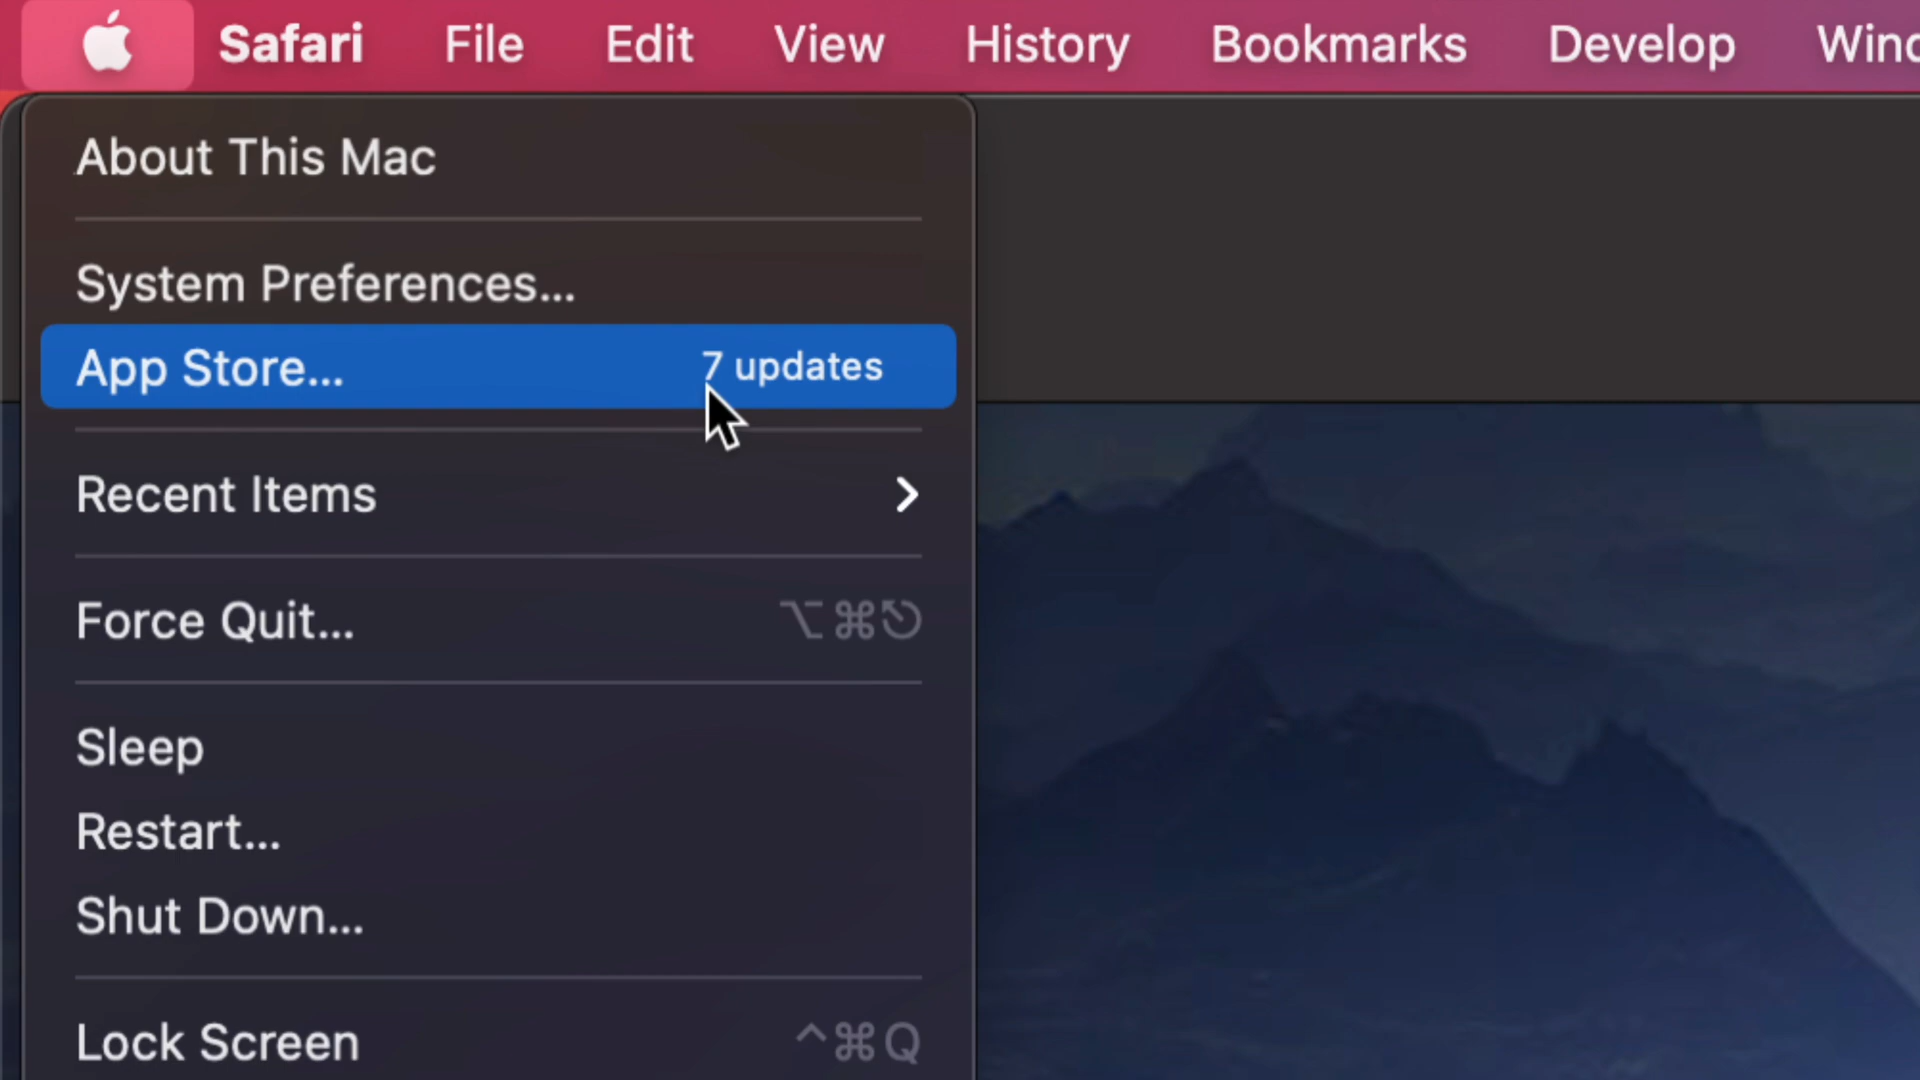 Safari File Edit View History Bookmarks Develop Wind
About This Mac
System Preferences...
App Store... 7 updates
Recent Items
Force Quit... ⌥⌘⎋
Sleep
Restart...
Shut Down...
Lock Screen ^⌘Q